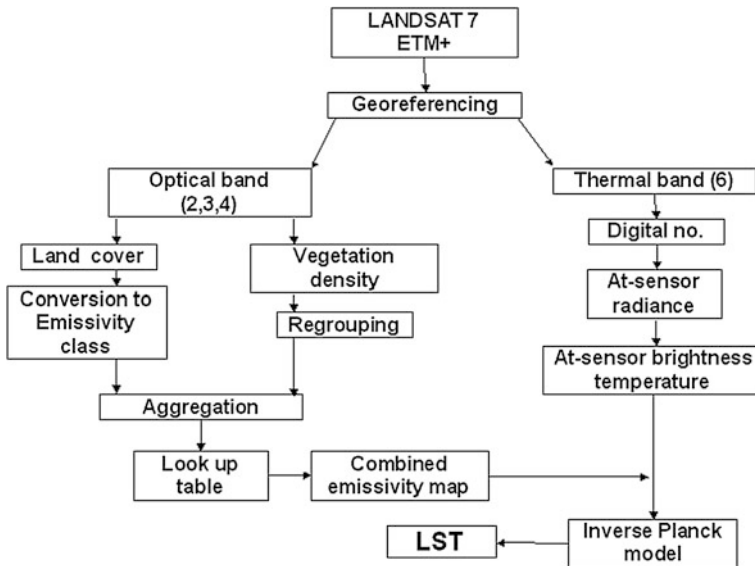 LANDSAT 7
ETM+
Georeferencing
Optical band
(2,3,4)
Thermal band (6)
Land cover
Vegetation
density
Digital no.
Conversion to
Emissivity
class
Regrouping
At-sensor
radiance
At-sensor brightness
temperature
Aggregation
Look up
table
Combined
emissivity map
Inverse Planck
model
LST